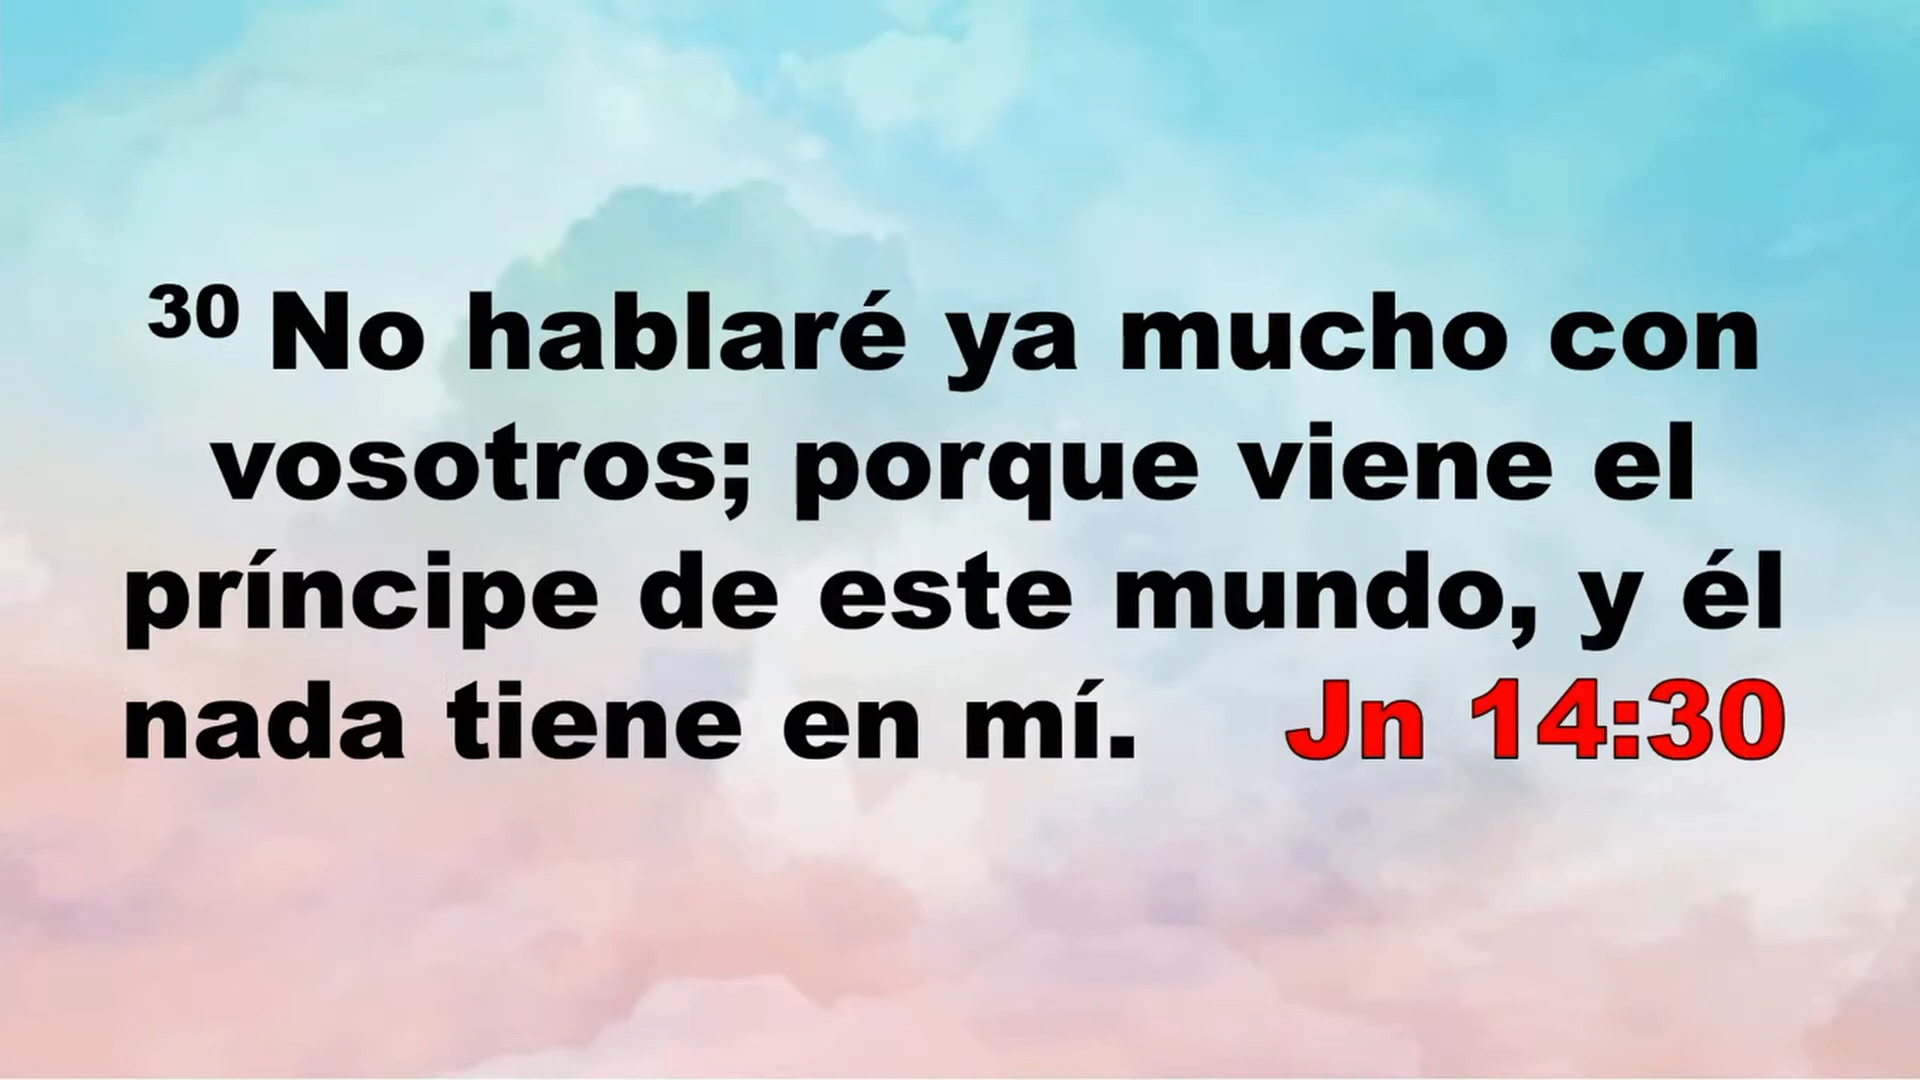 30 No hablaré ya mucho con
vosotros; porque viene el
príncipe de este mundo, y él
nada tiene en mí. Jn 14:30